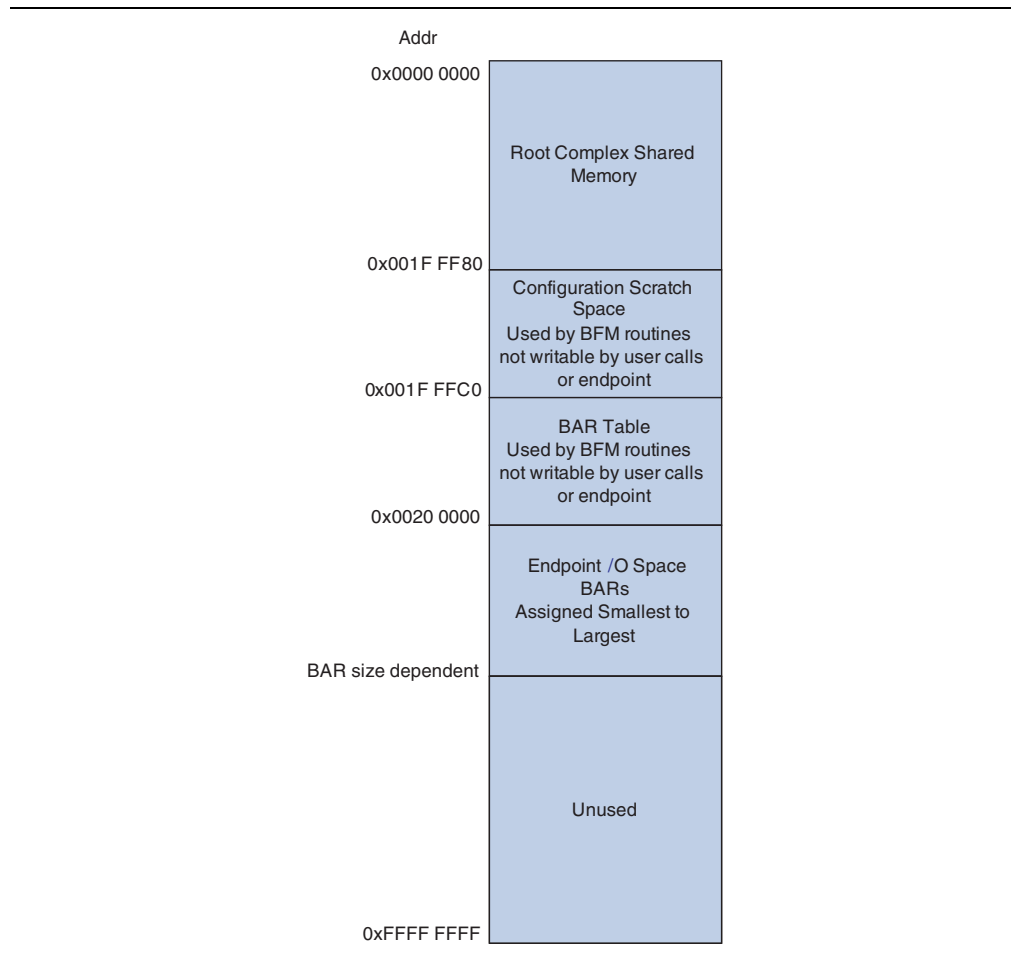 Addr
0x0000 0000
Root Complex Shared
Memory
0x001F FF80
Configuration Scratch
Space
Used by BFM routines
not writable by user calls
or endpoint
0x001F FFC0
BAR Table
Used by BFM routines
not writable by user calls
or endpoint
0x0020 0000
Endpoint /O Space
BARs
Assigned Smallest to
Largest
BAR size dependent
Unused
0xFFFF FFFF